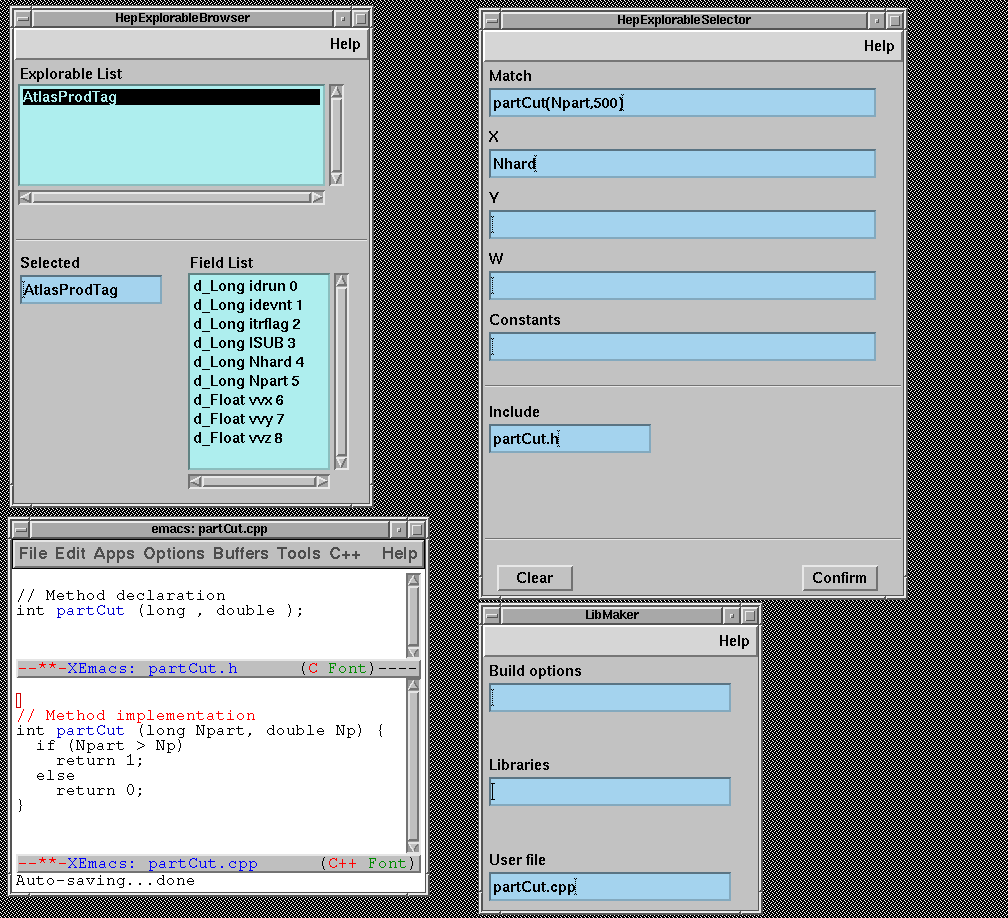 HepExplorableBrowser
Help
Explorable List
AtlasProdTag
Selected
AtlasProdTag
Field List
d_Long idrun 0
d_Long idevnt 1
d_Long itrflag 2
d_Long ISUB 3
d_Long Nhard 4
d_Long Npart 5
d_Float vvx 6
d_Float vvy 7
d_Float vvz 8
HepExplorableSelector
Help
Match
partCut(Npart,500)
X
Nhard
Y
W
Constants
Include
partCut.h
Clear
Confirm
emacs: partCut.cpp
File Edit Apps Options Buffers Tools C++ Help
// Method declaration
int partCut (long , double );
--**-XEmacs: partCut.h (C Font)----
// Method implementation
int partCut (long Npart, double Np) {
if (Npart > Np)
return 1;
else
return 0;
}
--**-XEmacs: partCut.cpp (C++ Font)
Auto-saving...done
LibMaker
Help
Build options
Libraries
User file
partCut.cpp